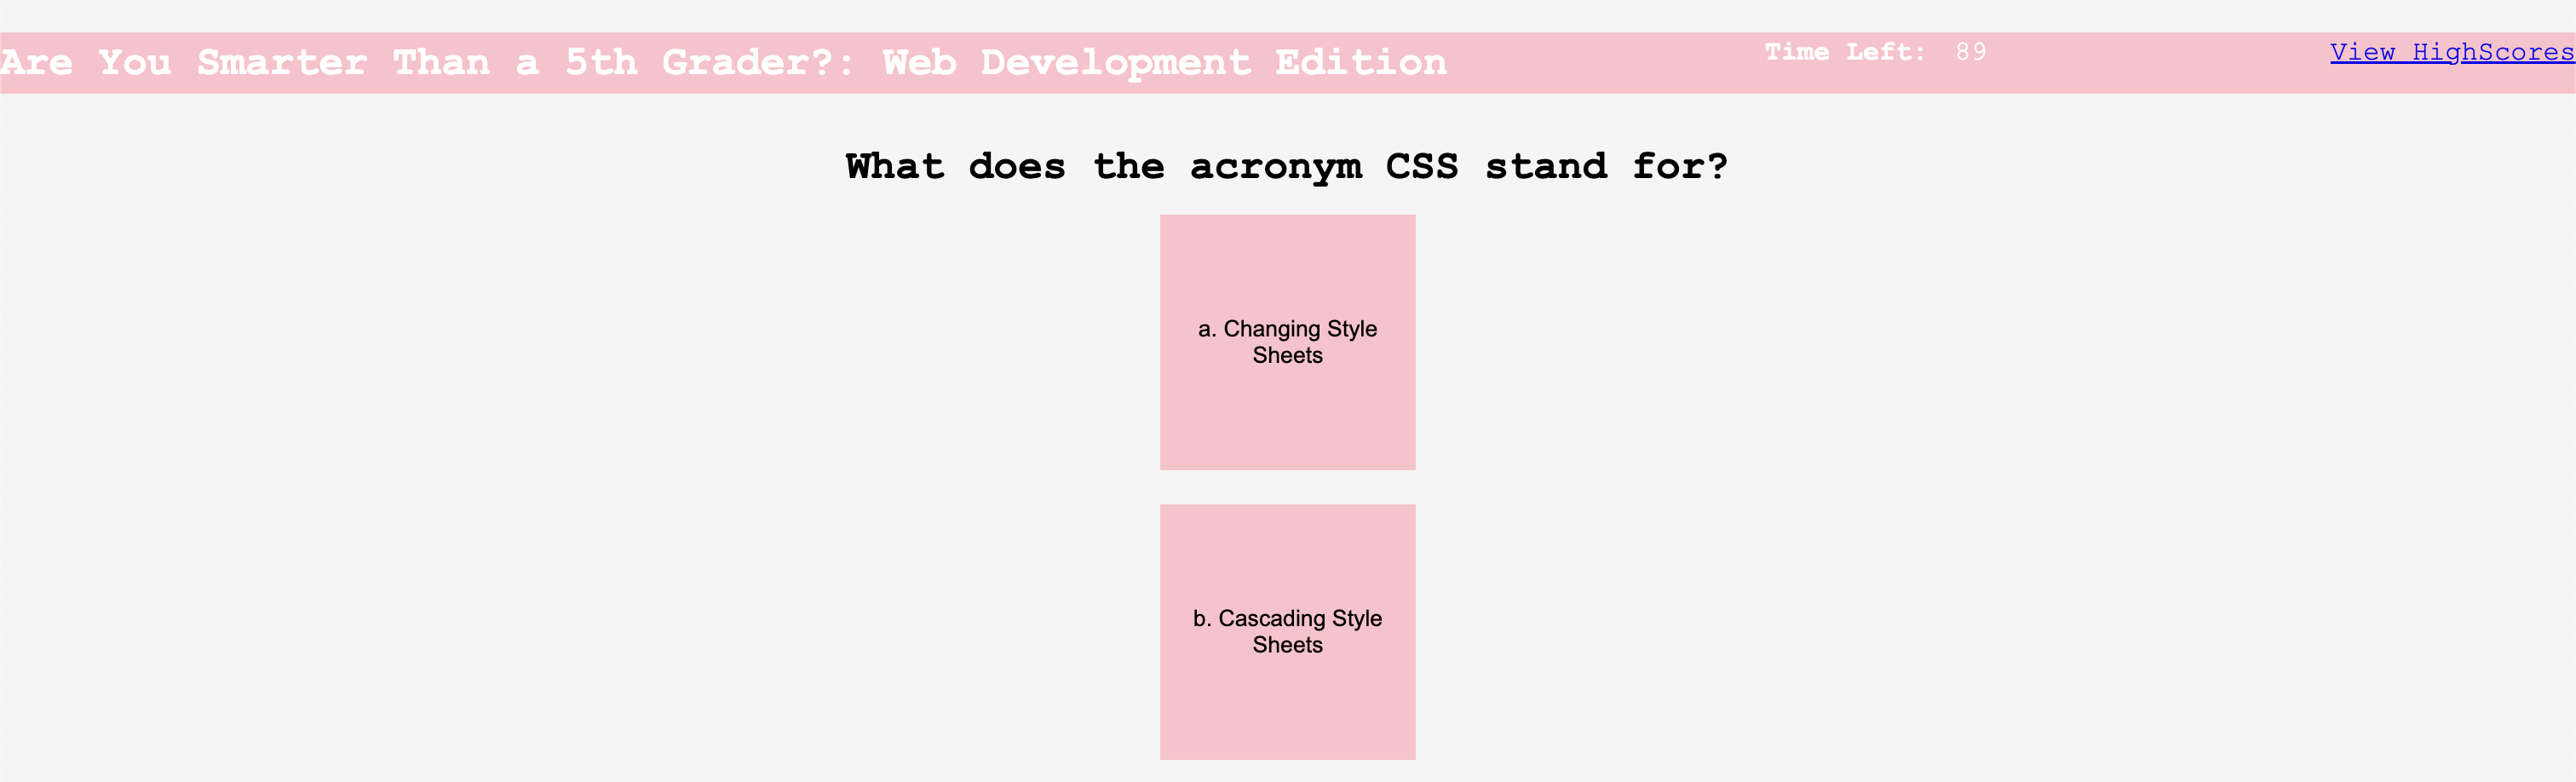 Are You Smarter Than a 5th Grader?: Web Development Edition
Time Left: 89
View HighScores
What does the acronym CSS stand for?
a. Changing Style
Sheets
b. Cascading Style
Sheets